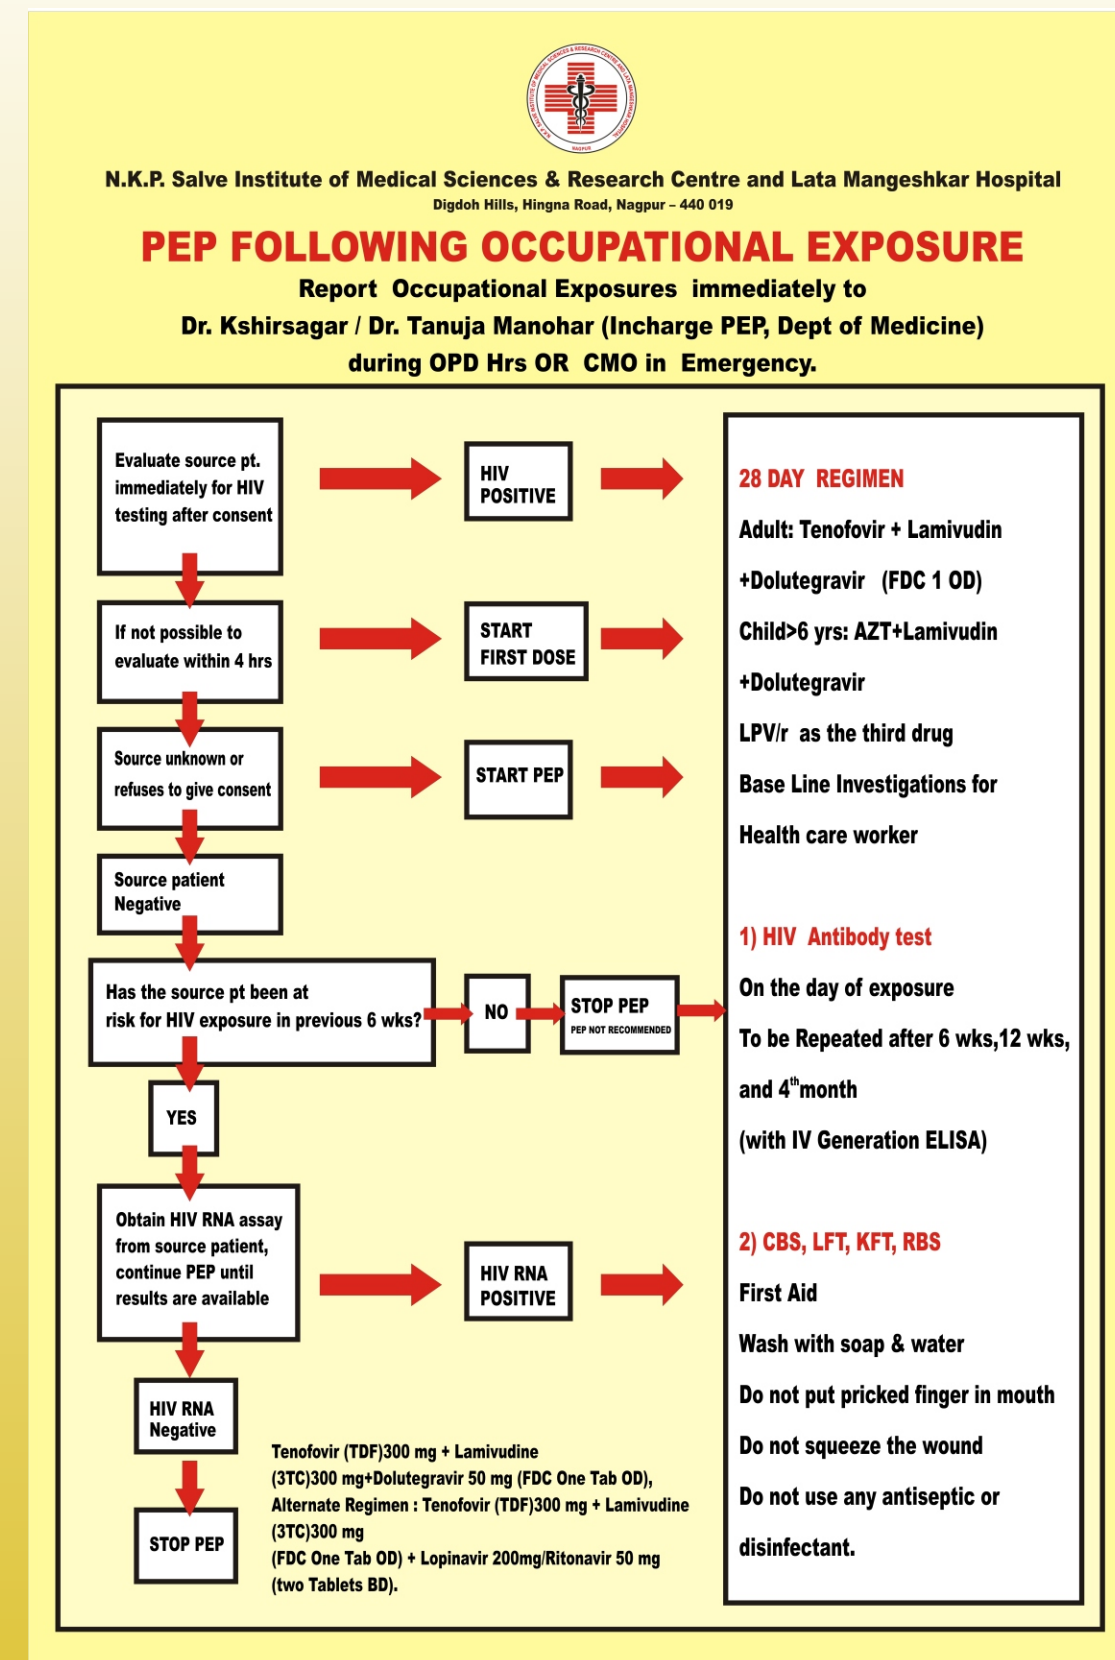 N.K.P. SALVE INSTITUTE OF MEDICAL SCIENCES & RESEARCH CENTRE AND LATA MANGESHKAR HOSPITAL
NAGPUR
N.K.P. Salve Institute of Medical Sciences & Research Centre and Lata Mangeshkar Hospital
Digdoh Hills, Hingna Road, Nagpur – 440 019
PEP FOLLOWING OCCUPATIONAL EXPOSURE
Report Occupational Exposures immediately to
Dr. Kshirsagar / Dr. Tanuja Manohar (Incharge PEP, Dept of Medicine)
during OPD Hrs OR CMO in Emergency.
Evaluate source pt.
immediately for HIV
testing after consent
HIV
POSITIVE
If not possible to
evaluate within 4 hrs
START
FIRST DOSE
Source unknown or
refuses to give consent
START PEP
Source patient
Negative
Has the source pt been at
risk for HIV exposure in previous 6 wks?
NO
STOP PEP
PEP NOT RECOMMENDED
YES
Obtain HIV RNA assay
from source patient,
continue PEP until
results are available
HIV RNA
POSITIVE
HIV RNA
Negative
STOP PEP
Tenofovir (TDF)300 mg + Lamivudine
(3TC)300 mg+Dolutegravir 50 mg (FDC One Tab OD),
Alternate Regimen : Tenofovir (TDF)300 mg + Lamivudine
(3TC)300 mg
(FDC One Tab OD) + Lopinavir 200mg/Ritonavir 50 mg
(two Tablets BD).
28 DAY REGIMEN
Adult: Tenofovir + Lamivudin
+Dolutegravir (FDC 1 OD)
Child>6 yrs: AZT+Lamivudin
+Dolutegravir
LPV/r as the third drug
Base Line Investigations for
Health care worker
1) HIV Antibody test
On the day of exposure
To be Repeated after 6 wks,12 wks,
and 4th month
(with IV Generation ELISA)
2) CBS, LFT, KFT, RBS
First Aid
Wash with soap & water
Do not put pricked finger in mouth
Do not squeeze the wound
Do not use any antiseptic or
disinfectant.